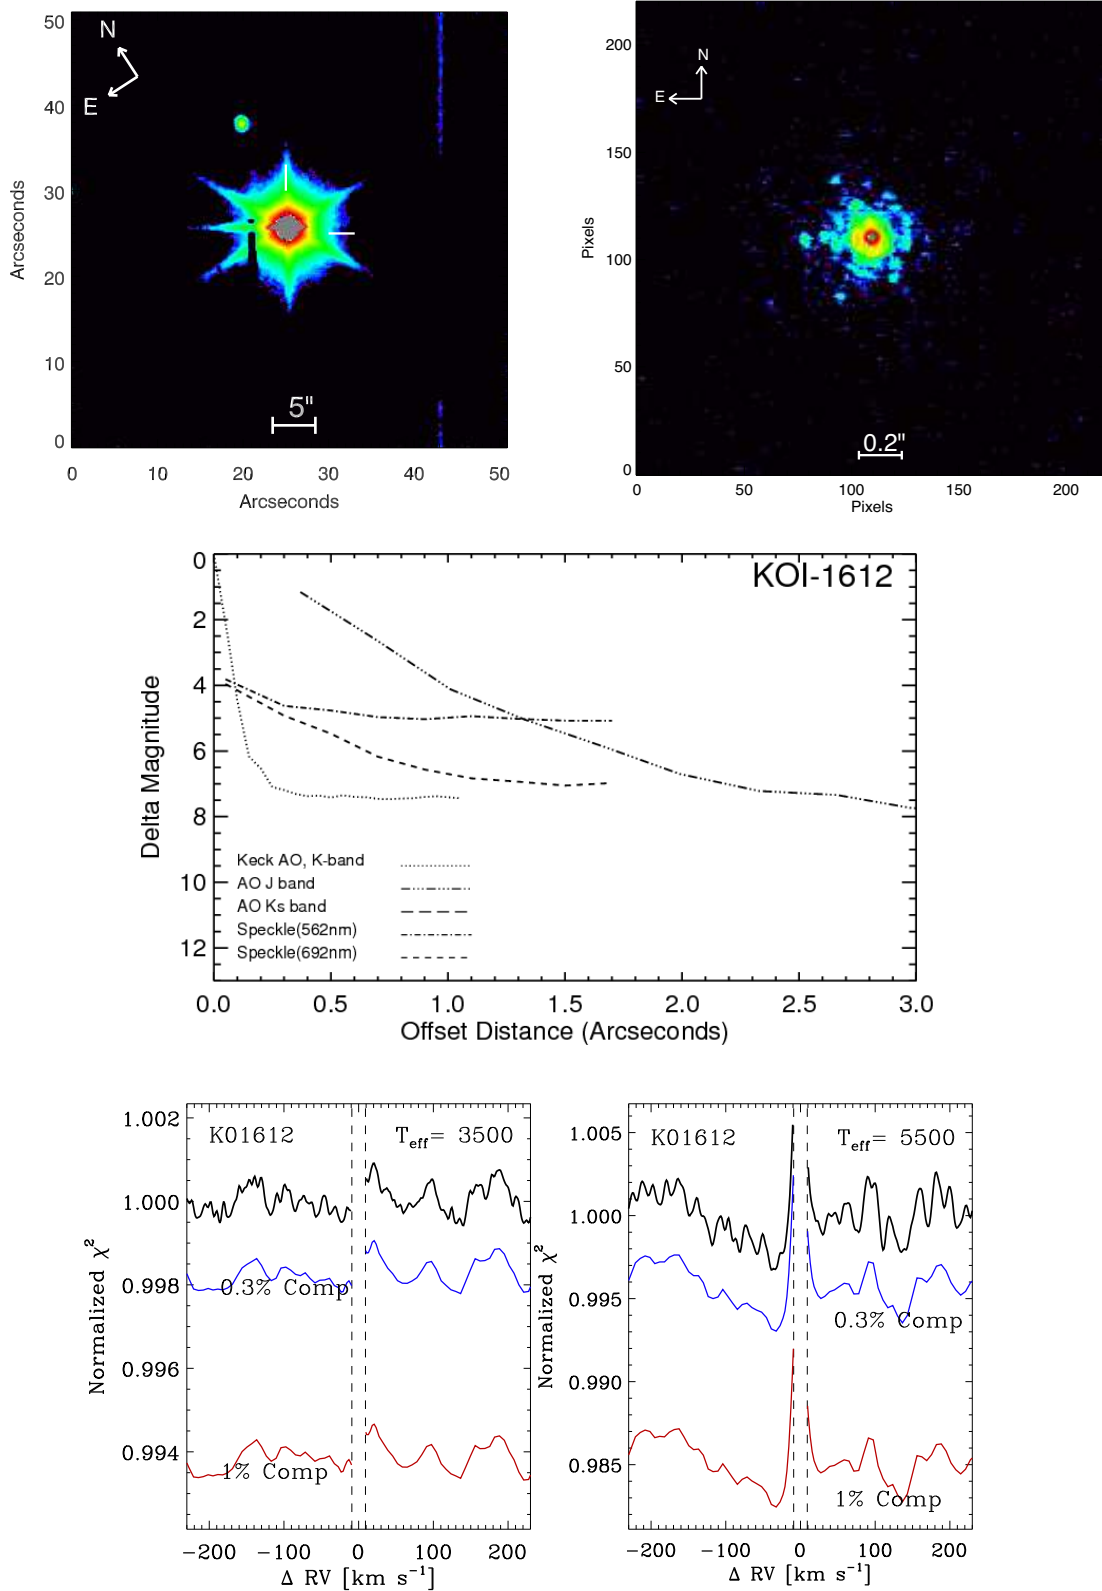 50
40
30
20
10
0
Arcseconds
N
E
5"
0 10 20 30 40 50
Arcseconds
200
150
100
50
0
Pixels
N
E
0.2"
0 50 100 150 200
Pixels
KOI-1612
0
2
4
6
8
10
12
Delta Magnitude
Keck AO, K-band
AO J band
AO Ks band
Speckle(562nm)
Speckle(692nm)
0.0 0.5 1.0 1.5 2.0 2.5 3.0
Offset Distance (Arcseconds)
1.002
1.000
0.998
0.996
0.994
Normalized χ²
K01612 Teff= 3500
0.3% Comp
1% Comp
-200 -100 0 100 200
Δ RV [km s⁻¹]
1.005
1.000
0.995
0.990
0.985
Normalized χ²
K01612 Teff= 5500
0.3% Comp
1% Comp
-200 -100 0 100 200
Δ RV [km s⁻¹]